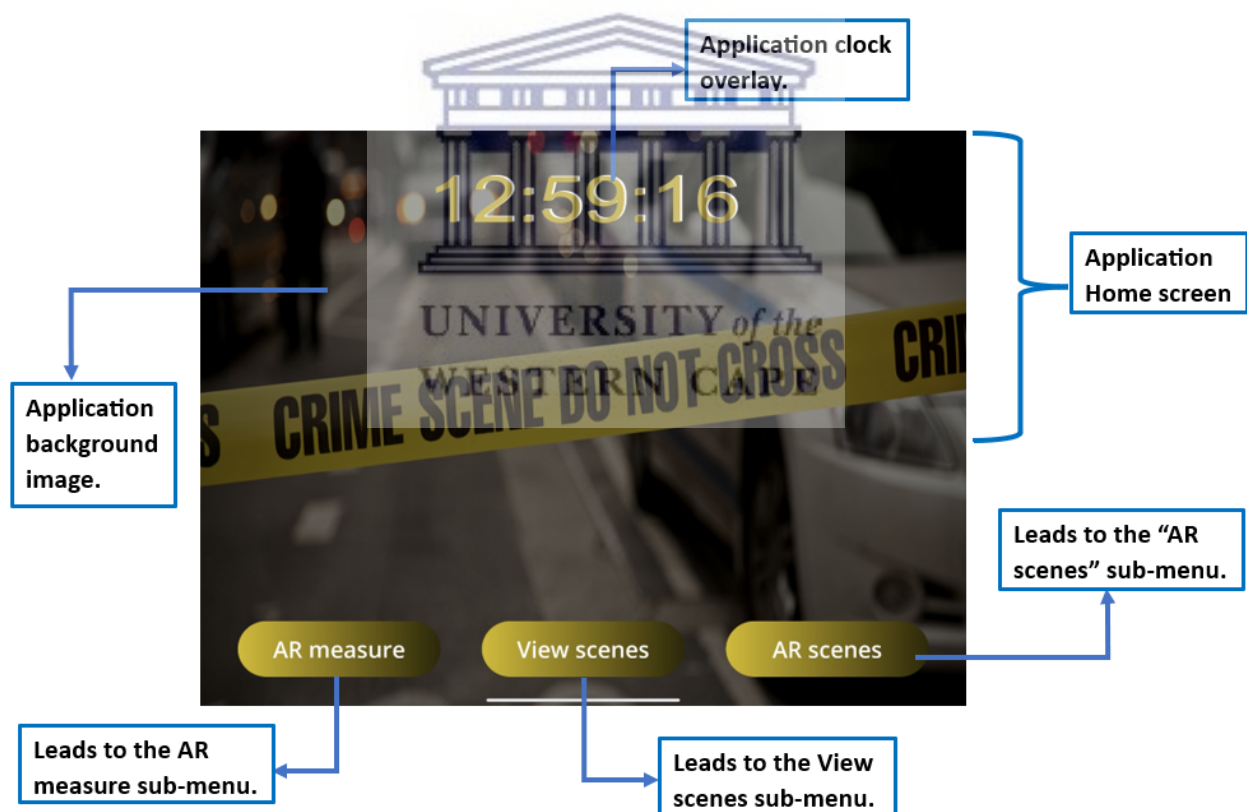 Application clock
overlay.
12:59:16
Application
Home screen
UNIVERSITY of the
WESTERN CAPE
S CRIME SCENE DO NOT CROSS CRI
Application
background
image.
Leads to the “AR
scenes” sub-menu.
AR measure
View scenes
AR scenes
Leads to the AR
measure sub-menu.
Leads to the View
scenes sub-menu.